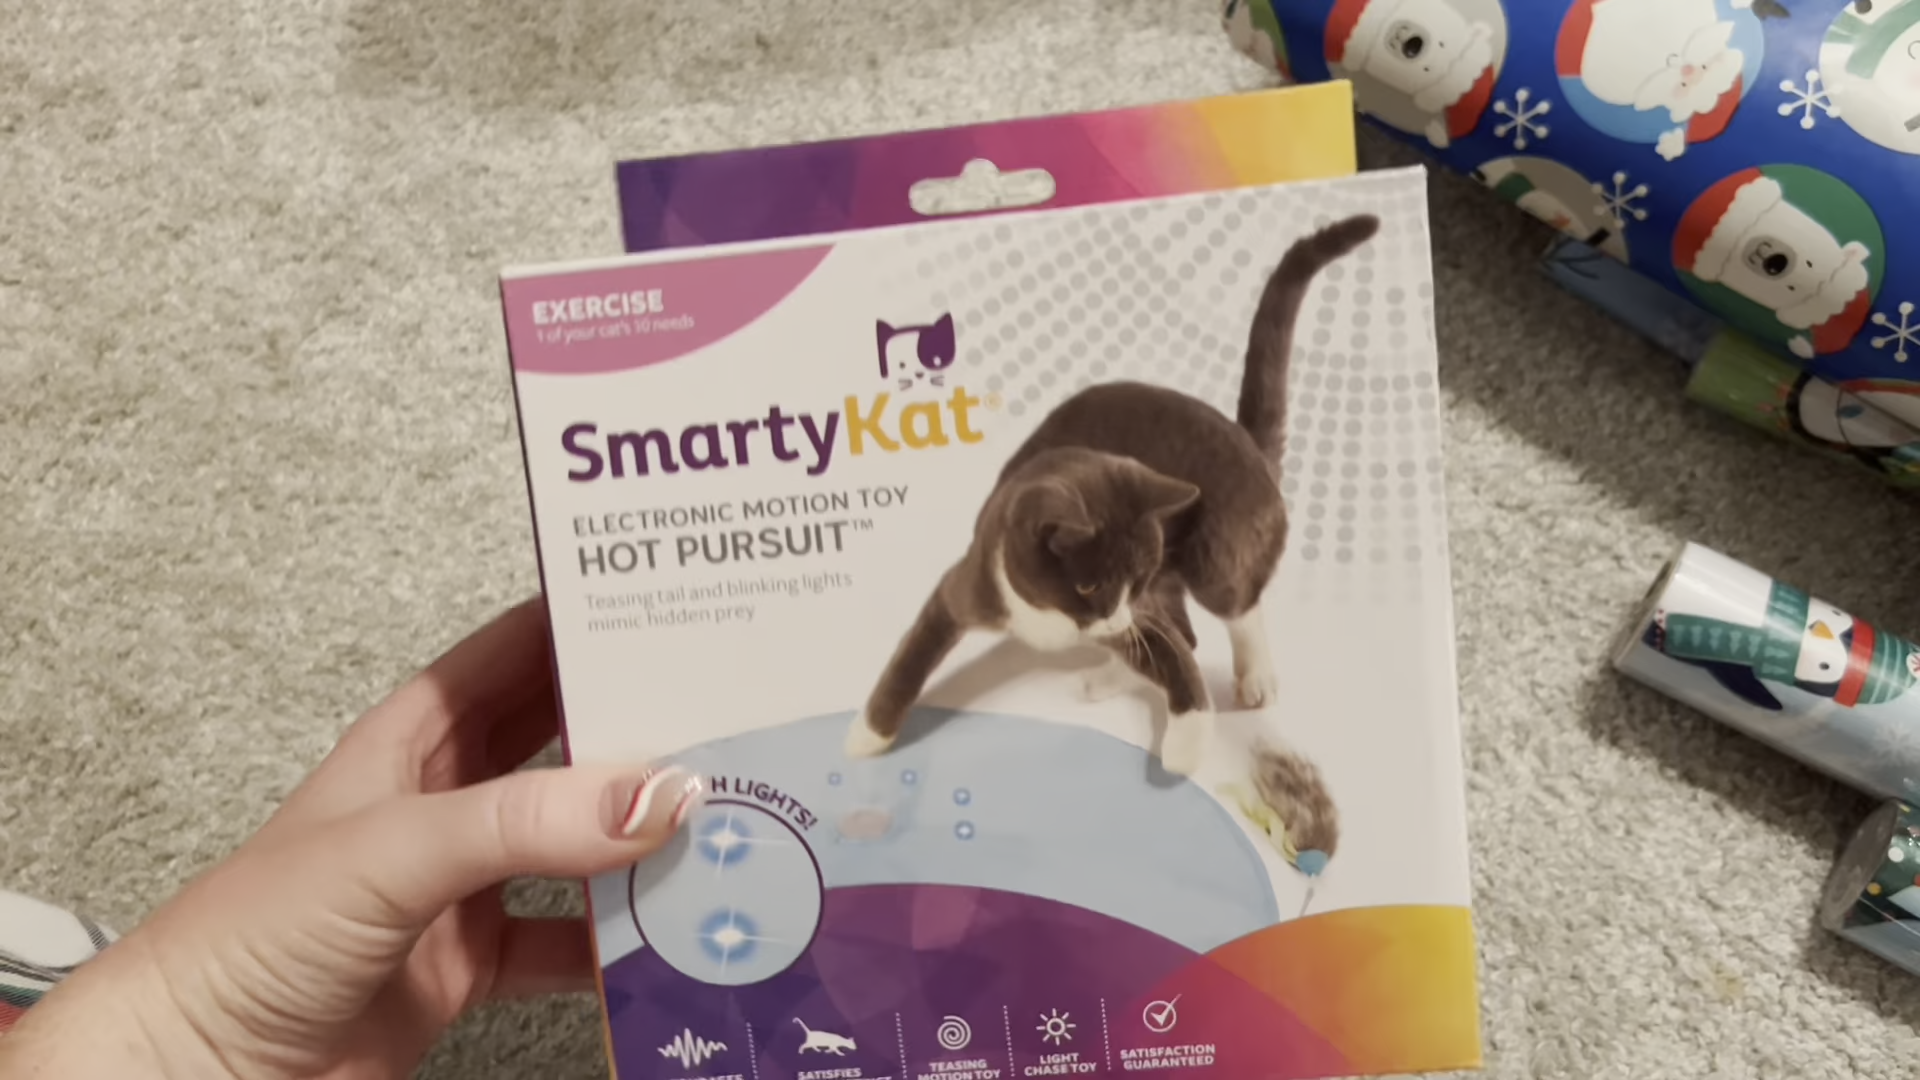 EXERCISE
1 of your cat's 10 needs
SmartyKat®
ELECTRONIC MOTION TOY
HOT PURSUIT™
Teasing tail and blinking lights
mimic hidden prey
LIGHTS!
SATISFIES
TEASING
MOTION TOY
LIGHT
CHASE TOY
SATISFACTION
GUARANTEED